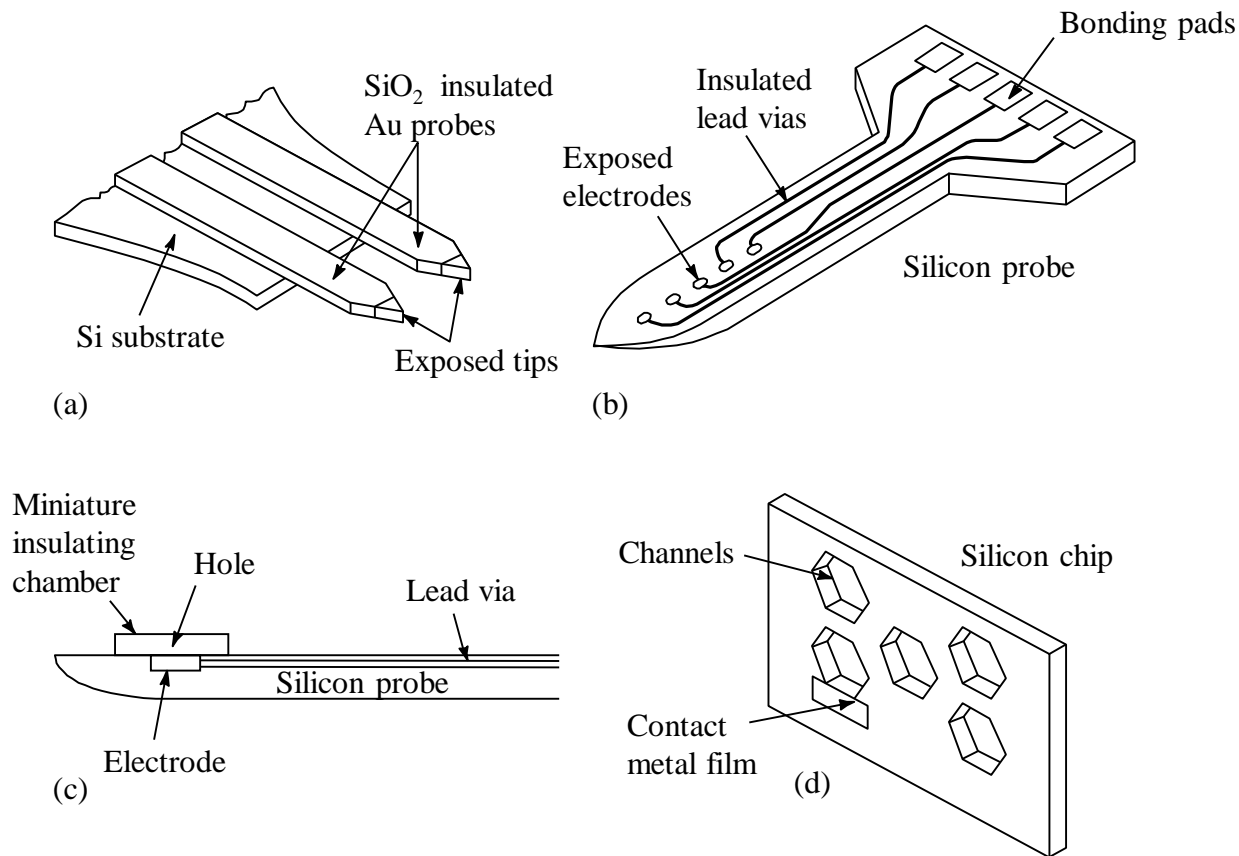 SiO2 insulated
Au probes
Si substrate
Exposed tips
(a)
Bonding pads
Insulated
lead vias
Exposed
electrodes
Silicon probe
(b)
Miniature
insulating
chamber
Hole
Lead via
Silicon probe
Electrode
(c)
Channels
Silicon chip
Contact
metal film
(d)